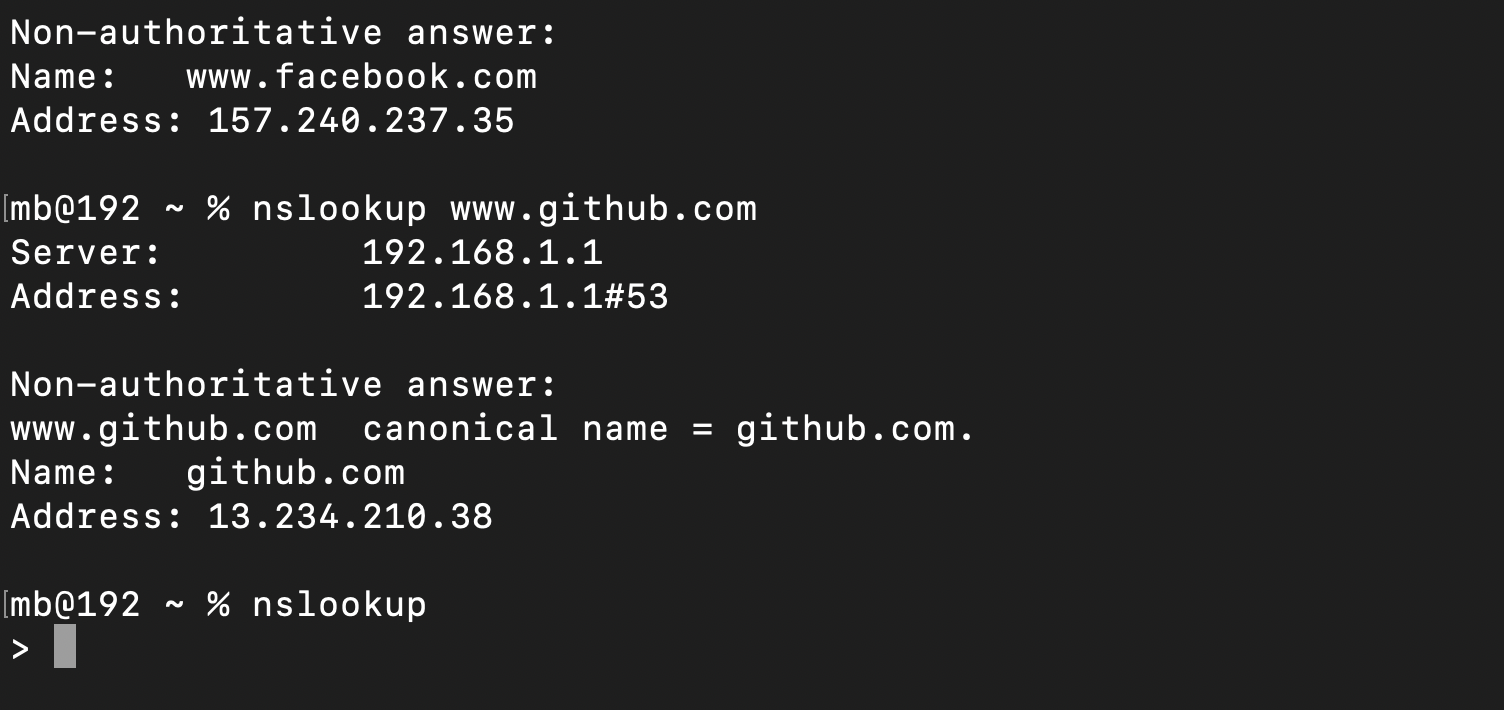 Non-authoritative answer:
Name:   www.facebook.com
Address: 157.240.237.35

[mb@192 ~ % nslookup www.github.com
Server:         192.168.1.1
Address:        192.168.1.1#53

Non-authoritative answer:
www.github.com  canonical name = github.com.
Name:   github.com
Address: 13.234.210.38

[mb@192 ~ % nslookup
>